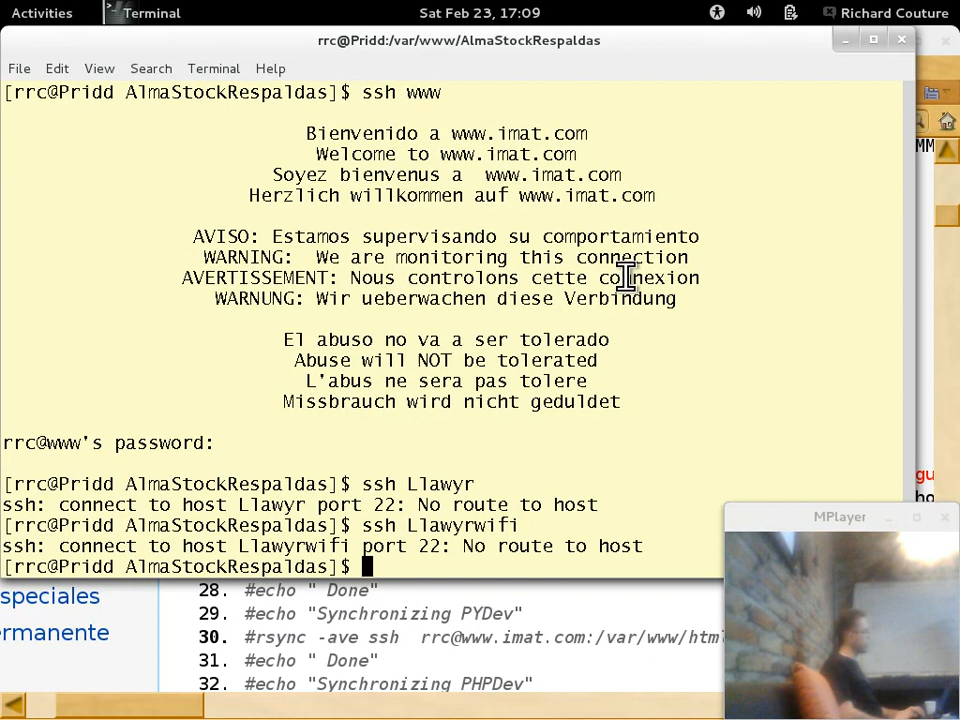 Activities
Terminal
Sat Feb 23, 17:09
Richard Couture
rrc@Pridd:/var/www/AlmaStockRespaldas
File Edit View Search Terminal Help
[rrc@Pridd AlmaStockRespaldas]$ ssh www
Bienvenido a www.imat.com
Welcome to www.imat.com
Soyez bienvenus a  www.imat.com
Herzlich willkommen auf www.imat.com
AVISO: Estamos supervisando su comportamiento
WARNING:  We are monitoring this connection
AVERTISSEMENT: Nous controlons cette connexion
WARNUNG: Wir ueberwachen diese Verbindung
El abuso no va a ser tolerado
Abuse will NOT be tolerated
L'abus ne sera pas tolere
Missbrauch wird nicht geduldet
rrc@www's password:
[rrc@Pridd AlmaStockRespaldas]$ ssh Llawyr
ssh: connect to host Llawyr port 22: No route to host
[rrc@Pridd AlmaStockRespaldas]$ ssh Llawyrwifi
ssh: connect to host Llawyrwifi port 22: No route to host
[rrc@Pridd AlmaStockRespaldas]$
MPlayer
speciales
ermanente
28. #echo " Done"
29. #echo "Synchronizing PYDev"
30. #rsync -ave ssh  rrc@www.imat.com:/var/www/html
31. #echo " Done"
32. #echo "Synchronizing PHPDev"